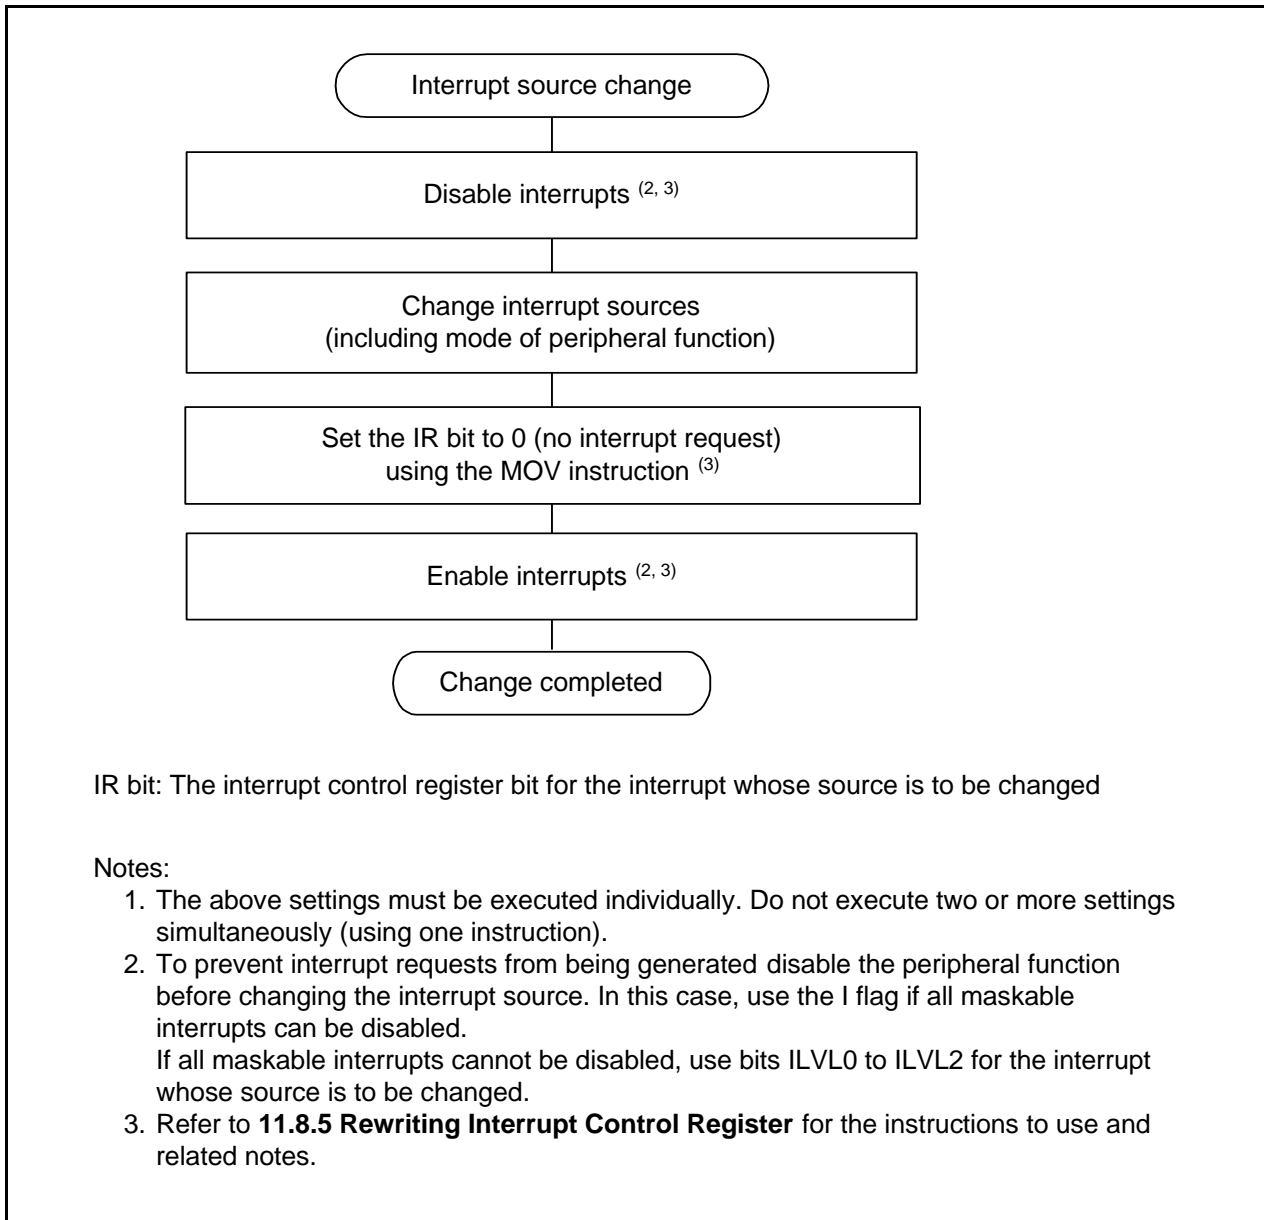 Interrupt source change
Disable interrupts (2, 3)
Change interrupt sources
(including mode of peripheral function)
Set the IR bit to 0 (no interrupt request)
using the MOV instruction (3)
Enable interrupts (2, 3)
Change completed
IR bit: The interrupt control register bit for the interrupt whose source is to be changed
Notes:
1. The above settings must be executed individually. Do not execute two or more settings
simultaneously (using one instruction).
2. To prevent interrupt requests from being generated disable the peripheral function
before changing the interrupt source. In this case, use the I flag if all maskable
interrupts can be disabled.
If all maskable interrupts cannot be disabled, use bits ILVL0 to ILVL2 for the interrupt
whose source is to be changed.
3. Refer to 11.8.5 Rewriting Interrupt Control Register for the instructions to use and
related notes.